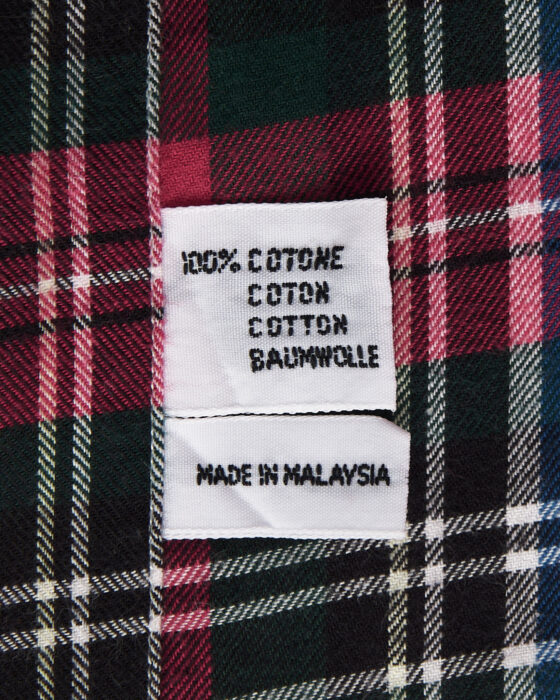 100% COTONE
COTON
COTTON
BAUMWOLLE
MADE IN MALAYSIA